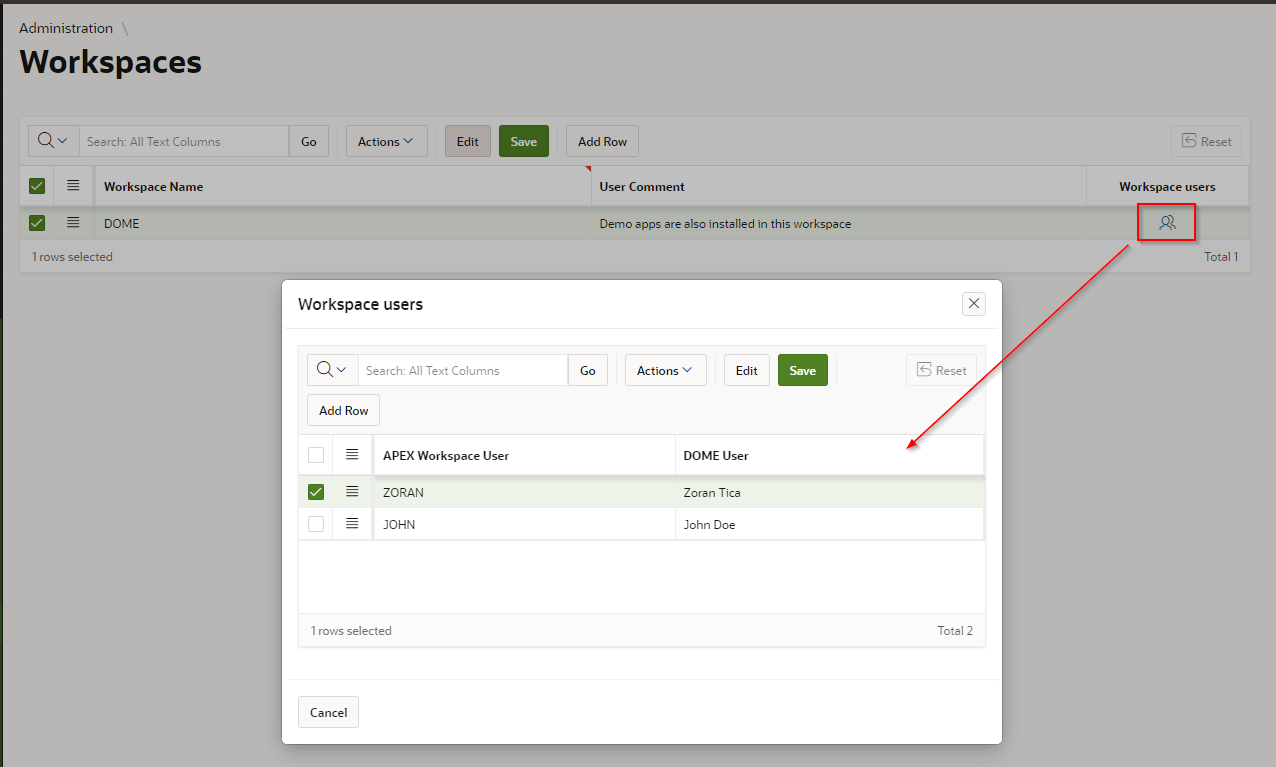 Administration \
Workspaces
Search: All Text Columns Go Actions Edit Save Add Row Reset
Workspace Name User Comment Workspace users
DOME Demo apps are also installed in this workspace
1 rows selected Total 1
Workspace users
Search: All Text Columns Go Actions Edit Save Reset
Add Row
APEX Workspace User DOME User
ZORAN Zoran Tica
JOHN John Doe
1 rows selected Total 2
Cancel